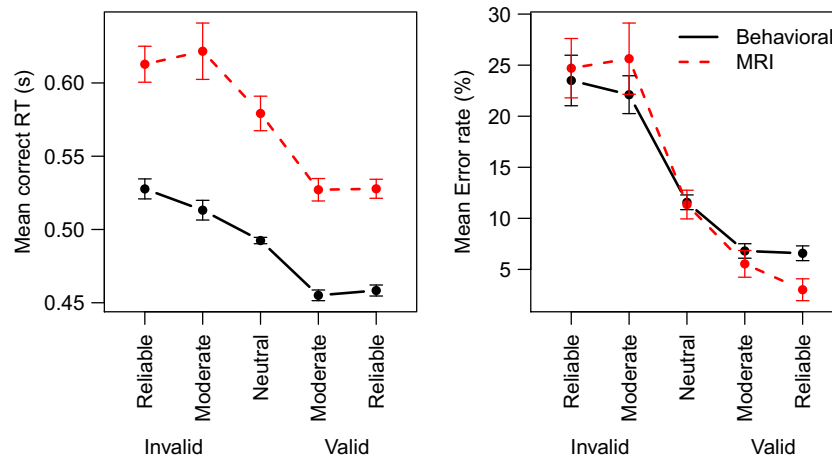 Mean correct RT (s)
0.60
0.55
0.50
0.45
Reliable
Moderate
Neutral
Moderate
Reliable
Invalid
Valid
Mean Error rate (%)
30
25
20
15
10
5
Behavioral
MRI
Reliable
Moderate
Neutral
Moderate
Reliable
Invalid
Valid